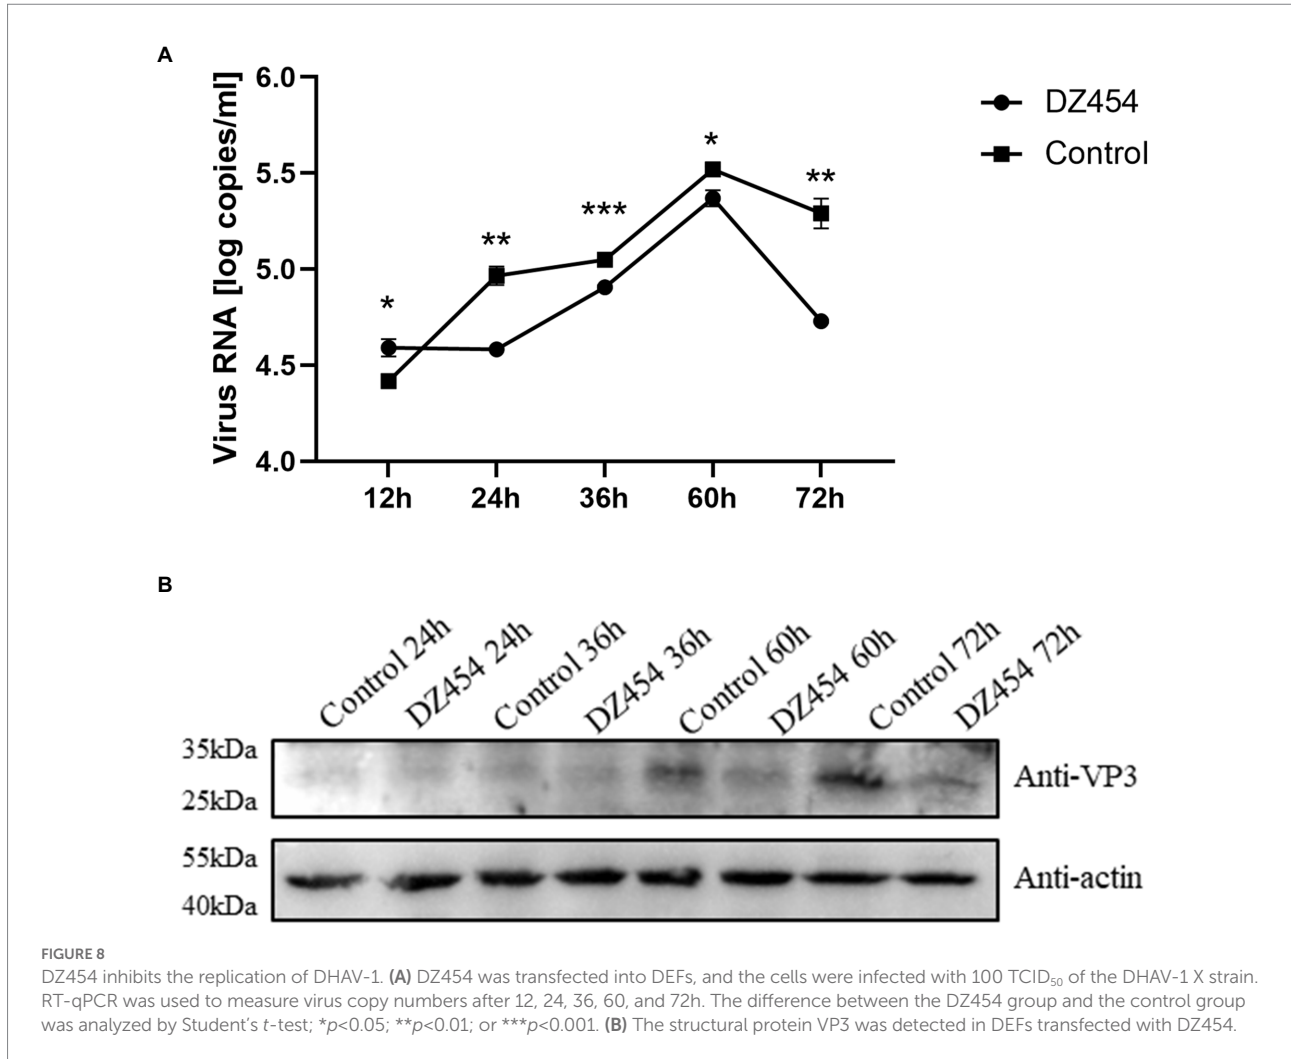 A
Virus RNA [log copies/ml]
6.0
5.5
5.0
4.5
4.0
*
**
***
*
**
12h 24h 36h 60h 72h
DZ454
Control
B
Control 24h
DZ454 24h
Control 36h
DZ454 36h
Control 60h
DZ454 60h
Control 72h
DZ454 72h
35kDa
25kDa
Anti-VP3
55kDa
40kDa
Anti-actin
FIGURE 8
DZ454 inhibits the replication of DHAV-1. (A) DZ454 was transfected into DEFs, and the cells were infected with 100 TCID₅₀ of the DHAV-1 X strain.
RT-qPCR was used to measure virus copy numbers after 12, 24, 36, 60, and 72h. The difference between the DZ454 group and the control group
was analyzed by Student's t-test; *p<0.05; **p<0.01; or ***p<0.001. (B) The structural protein VP3 was detected in DEFs transfected with DZ454.